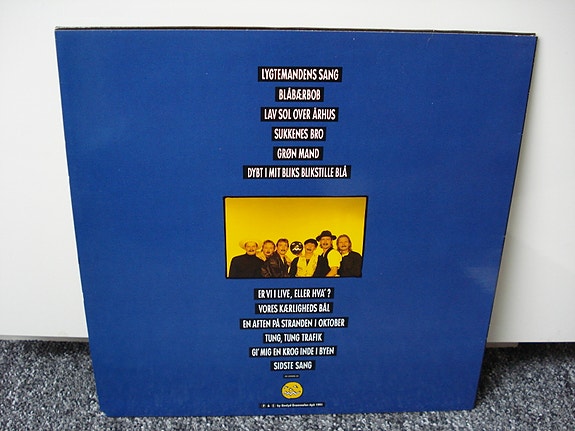 LYGTEMANDENS SANG
BLÅBÆRBOB
LAV SOL OVER ÅRHUS
SUKKENES BRO
GRØN MAND
DYBT I MIT BLIKS BLIKSTILLE BLÅ
ER VI I LIVE, ELLER HVA'?
VORES KÆRLIGHEDS BÅL
EN AFTEN PÅ STRANDEN I OKTOBER
TUNG, TUNG TRAFIK
GI' MIG EN KROG INDE I BYEN
SIDSTE SANG